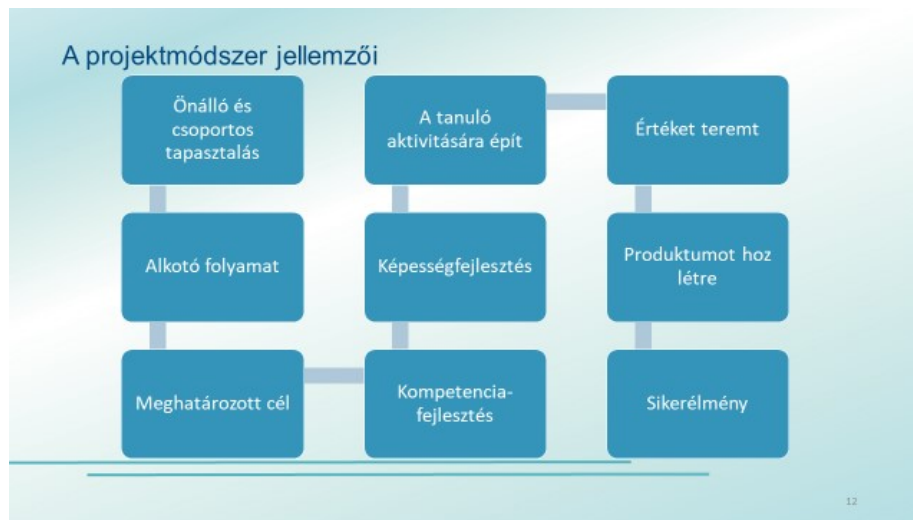 A projektmódszer jellemzői
Önálló és
csoportos
tapasztalás
Alkotó folyamat
Meghatározott cél
Kompetencia-
fejlesztés
Képességfejlesztés
A tanuló
aktivitására épít
Értéket teremt
Produktumot hoz
létre
Sikerélmény
12